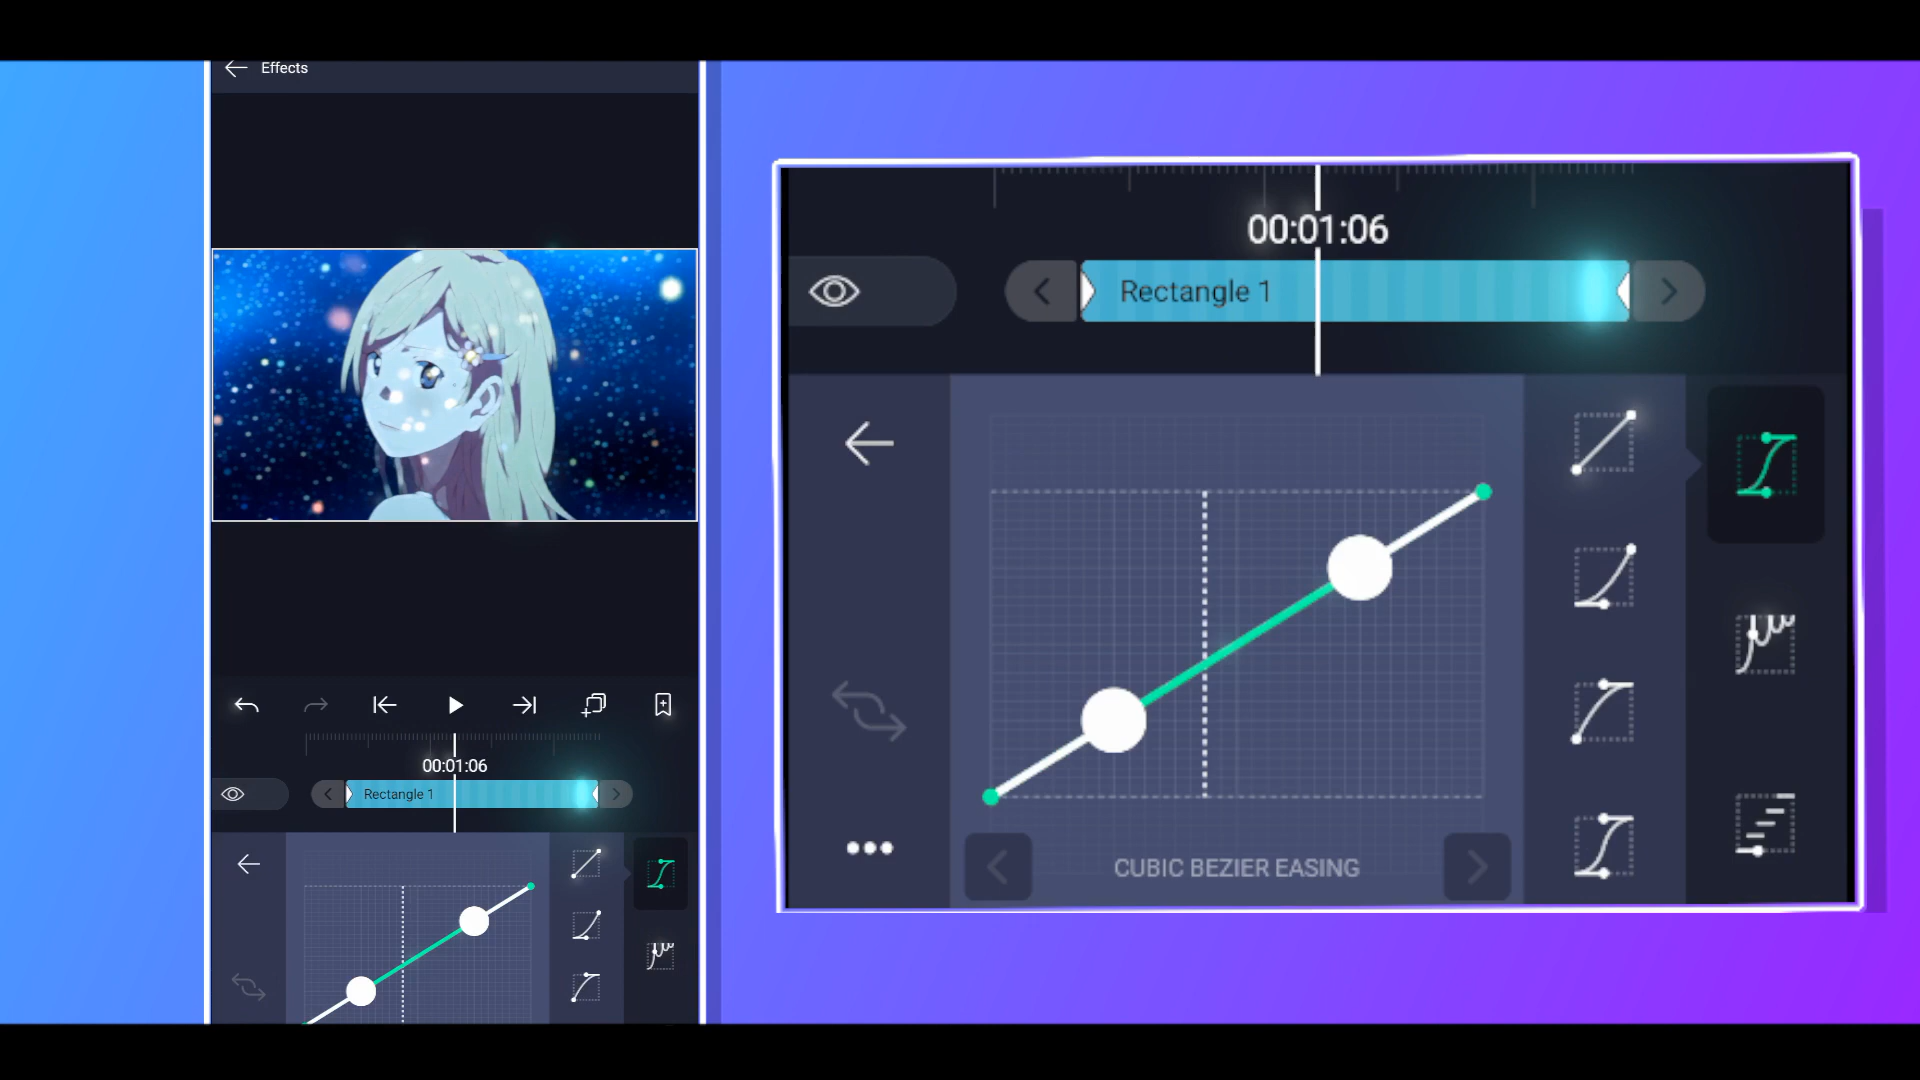 Effects
00:01:06
Rectangle 1
00:01:06
Rectangle 1
CUBIC BEZIER EASING